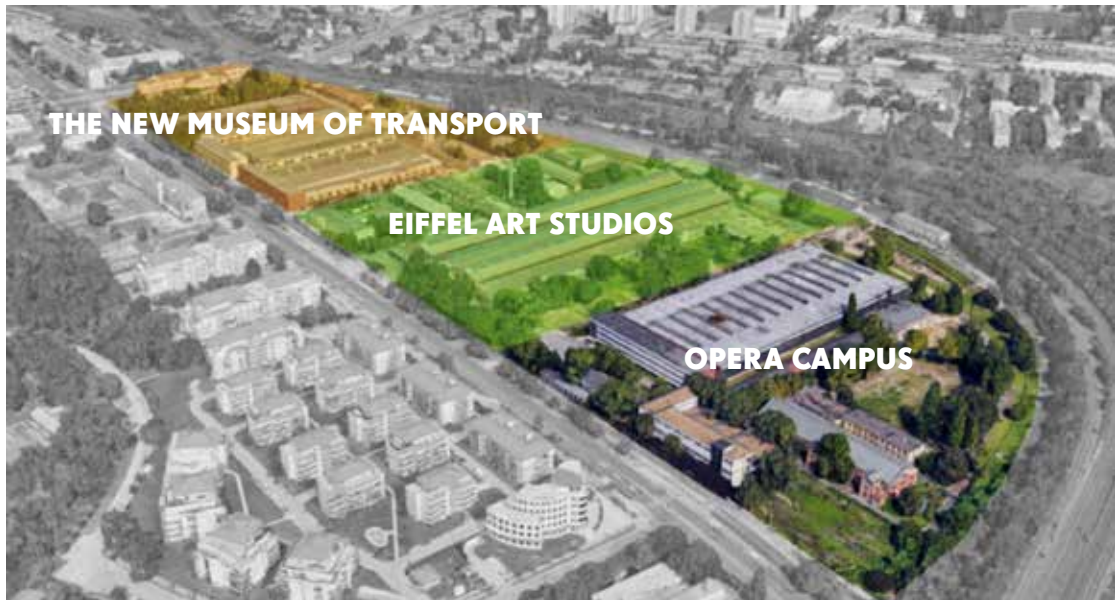 THE NEW MUSEUM OF TRANSPORT
EIFFEL ART STUDIOS
OPERA CAMPUS